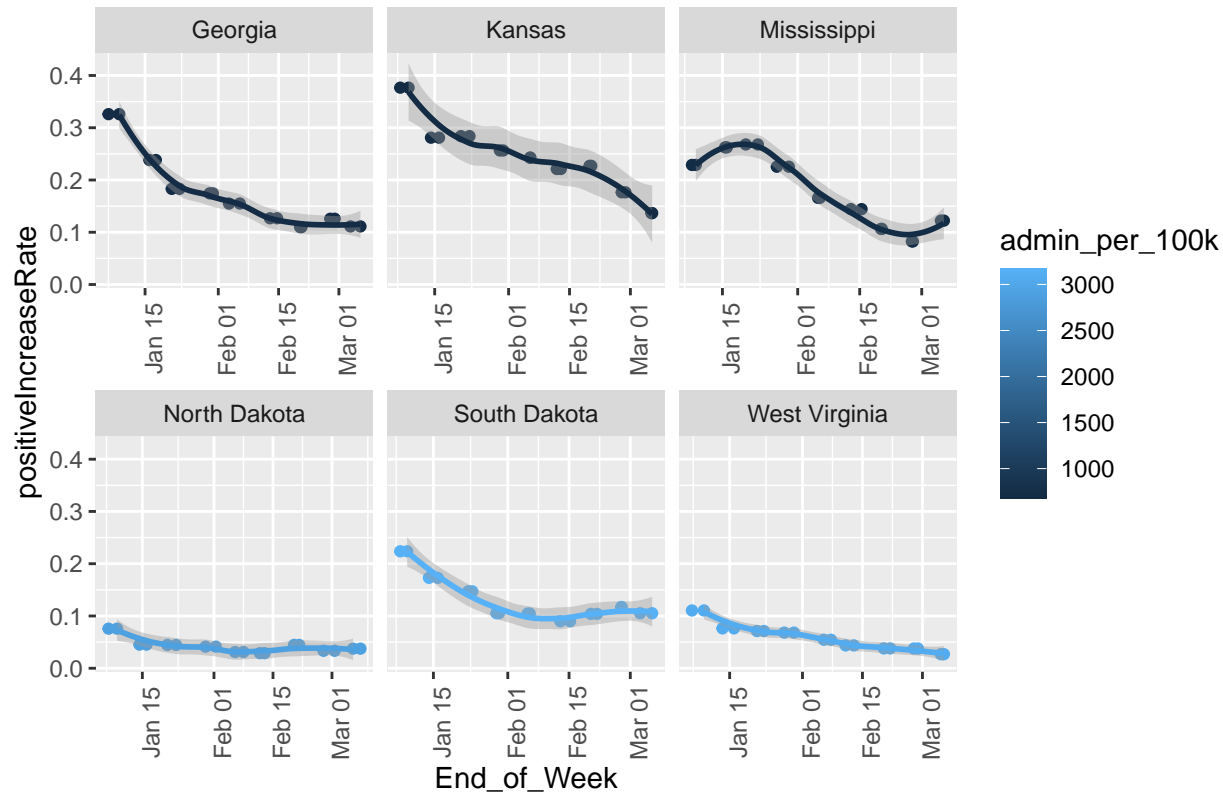 Georgia
Kansas
Mississippi
0.4
0.3
0.2
0.1
0.0
Jan 15
Feb 01
Feb 15
Mar 01
Jan 15
Feb 01
Feb 15
Mar 01
Jan 15
Feb 01
Feb 15
Mar 01
North Dakota
South Dakota
West Virginia
0.4
0.3
0.2
0.1
0.0
Jan 15
Feb 01
Feb 15
Mar 01
Jan 15
Feb 01
Feb 15
Mar 01
Jan 15
Feb 01
Feb 15
Mar 01
positiveIncreaseRate
End_of_Week
admin_per_100k
3000
2500
2000
1500
1000